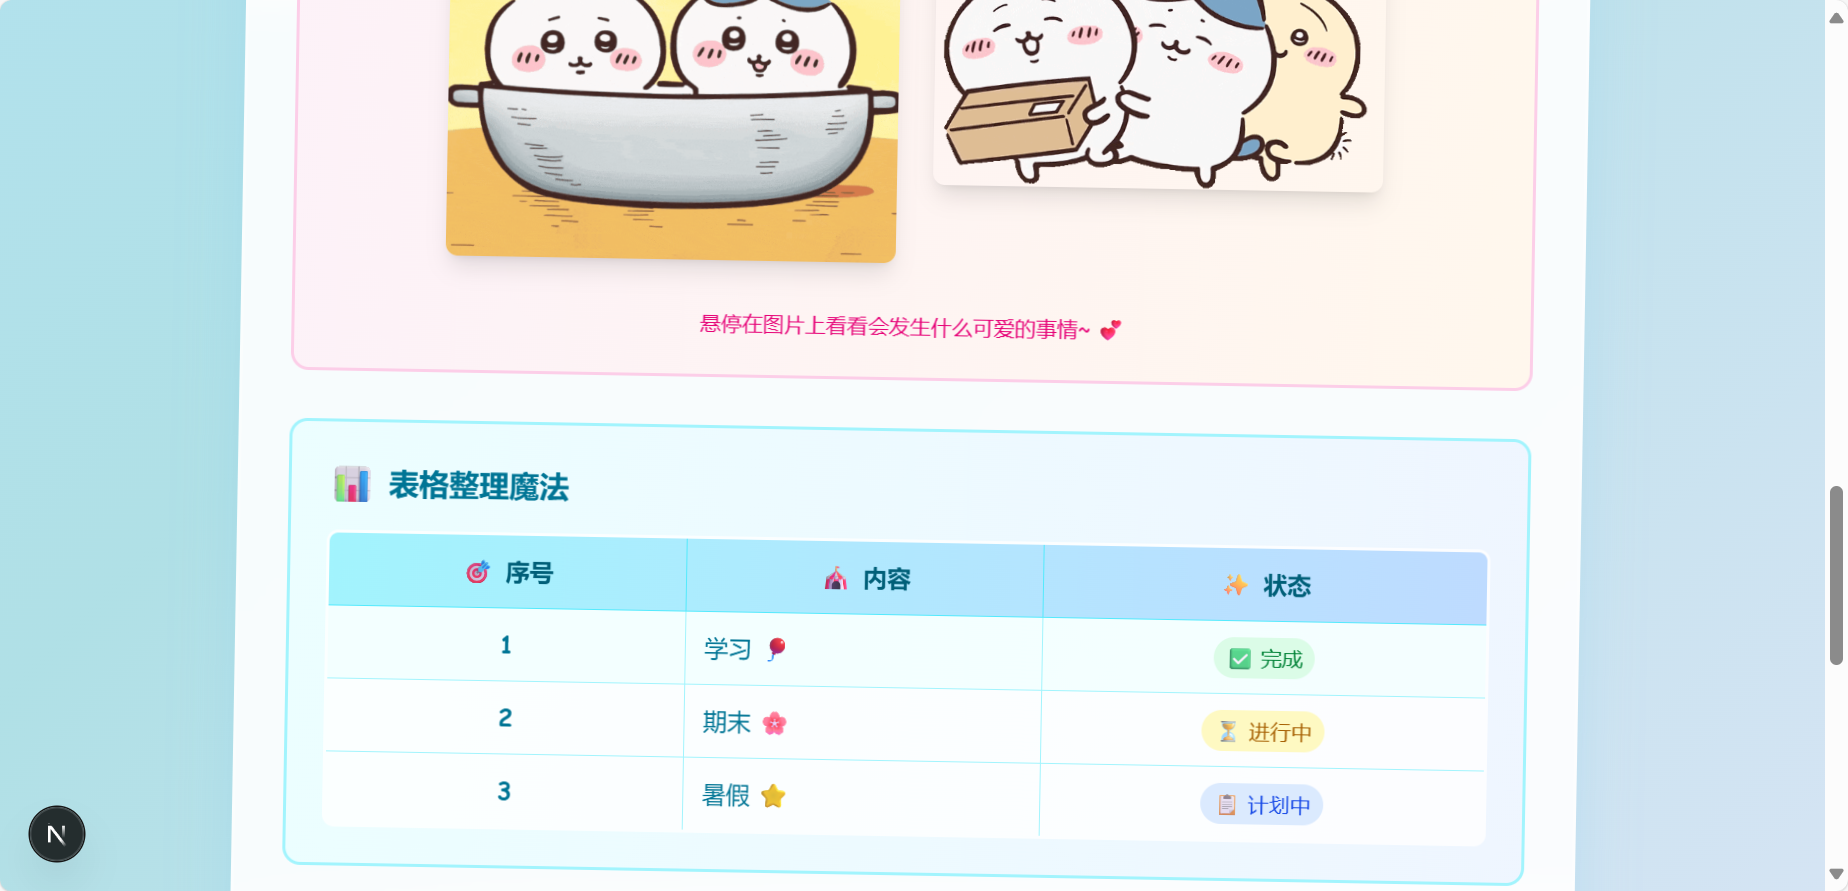 悬停在图片上看看会发生什么可爱的事情~ 💕
📊 表格整理魔法
🎯 序号 🎪 内容 ✨ 状态
1 学习 🎈 ✅ 完成
2 期末 🌸 ⏳ 进行中
3 暑假 ⭐ 📋 计划中
N